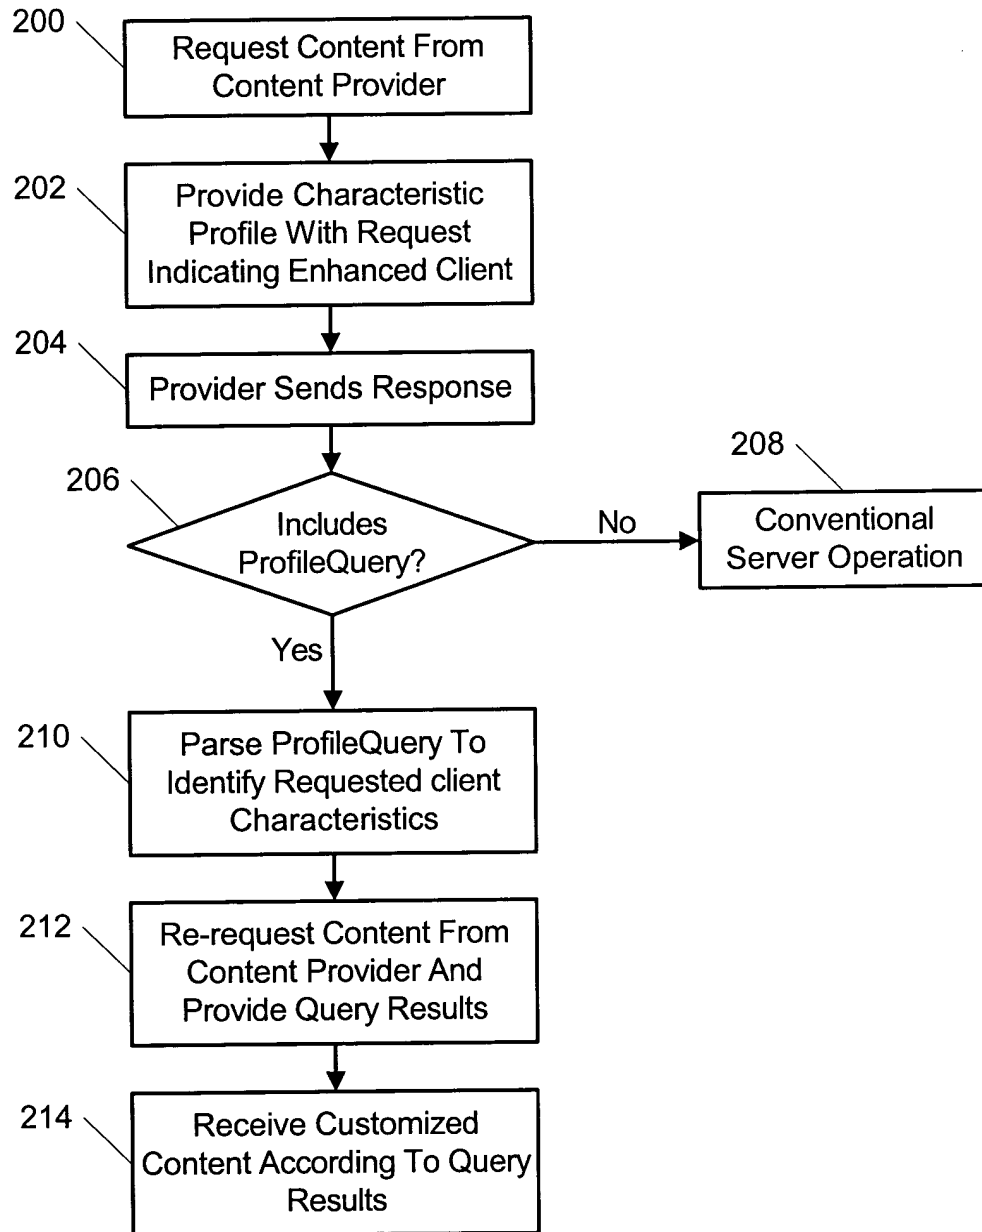 200
Request Content From
Content Provider
202
Provide Characteristic
Profile With Request
Indicating Enhanced Client
204
Provider Sends Response
206
Includes
ProfileQuery?
No
208
Conventional
Server Operation
Yes
210
Parse ProfileQuery To
Identify Requested client
Characteristics
212
Re-request Content From
Content Provider And
Provide Query Results
214
Receive Customized
Content According To Query
Results